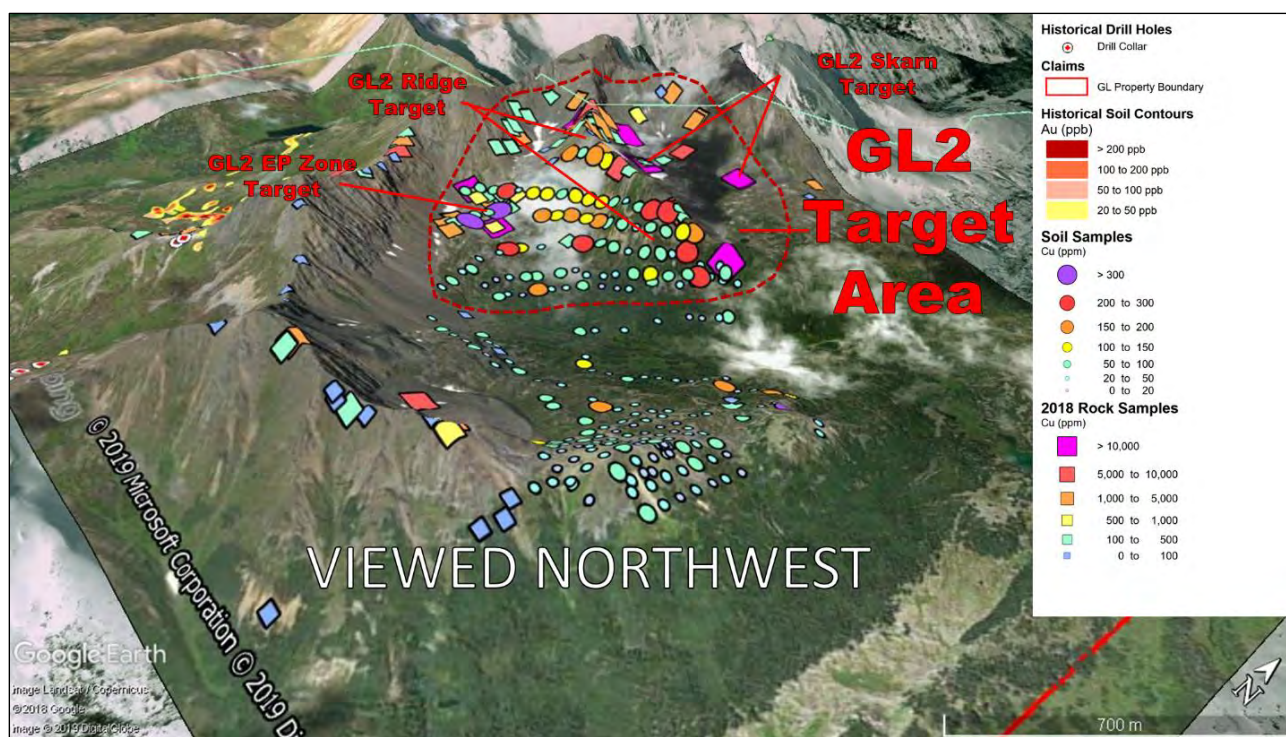 GL2 Ridge
Target
GL2 Skarn
Target
GL2 EP Zone
Target
GL2
Target
Area
bing
© 2019 Microsoft Corporation © 2019 Di
VIEWED NORTHWEST
Google Earth
Image Landsat / Copernicus
© 2018 Google
Image © 2019 DigitalGlobe
700 m
N
Historical Drill Holes
Drill Collar
Claims
GL Property Boundary
Historical Soil Contours
Au (ppb)
> 200 ppb
100 to 200 ppb
50 to 100 ppb
20 to 50 ppb
Soil Samples
Cu (ppm)
> 300
200 to 300
150 to 200
100 to 150
50 to 100
20 to 50
0 to 20
2018 Rock Samples
Cu (ppm)
> 10,000
5,000 to 10,000
1,000 to 5,000
500 to 1,000
100 to 500
0 to 100